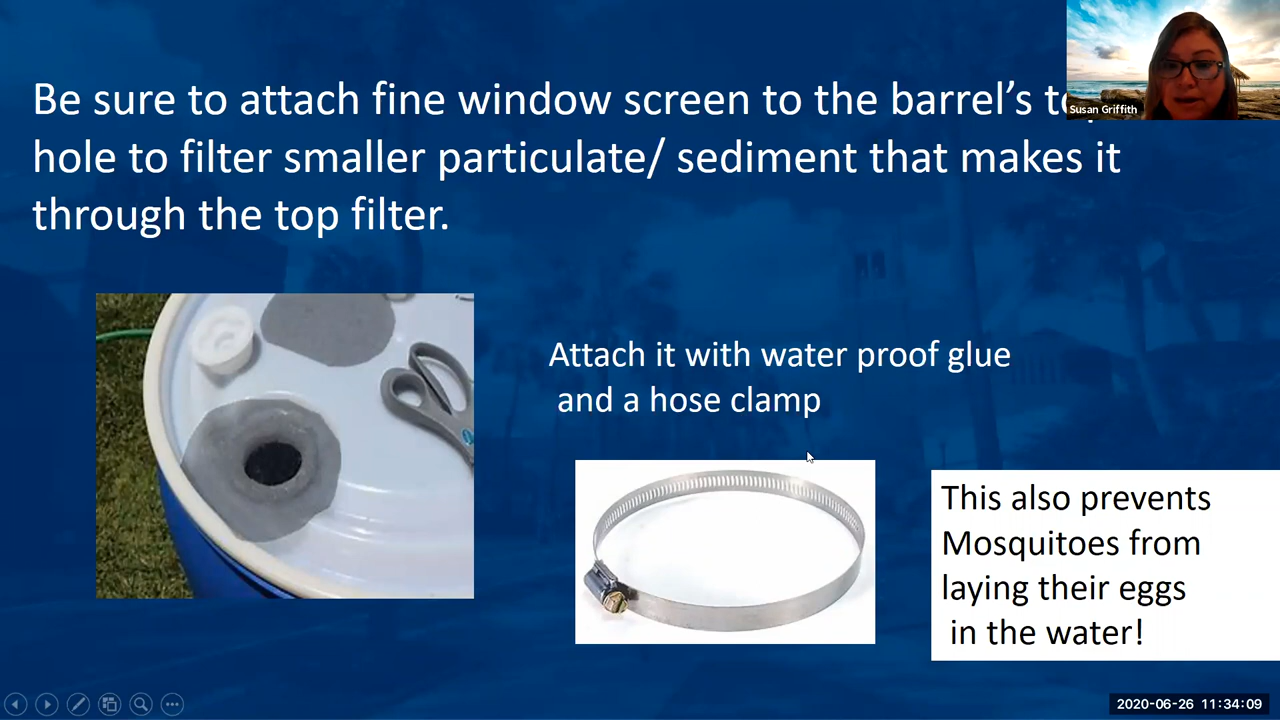 Be sure to attach fine window screen to the barrel's
hole to filter smaller particulate/ sediment that makes it
through the top filter.
Susan Griffith
Attach it with water proof glue
and a hose clamp
This also prevents
Mosquitoes from
laying their eggs
in the water!
2020-06-26 11:34:09